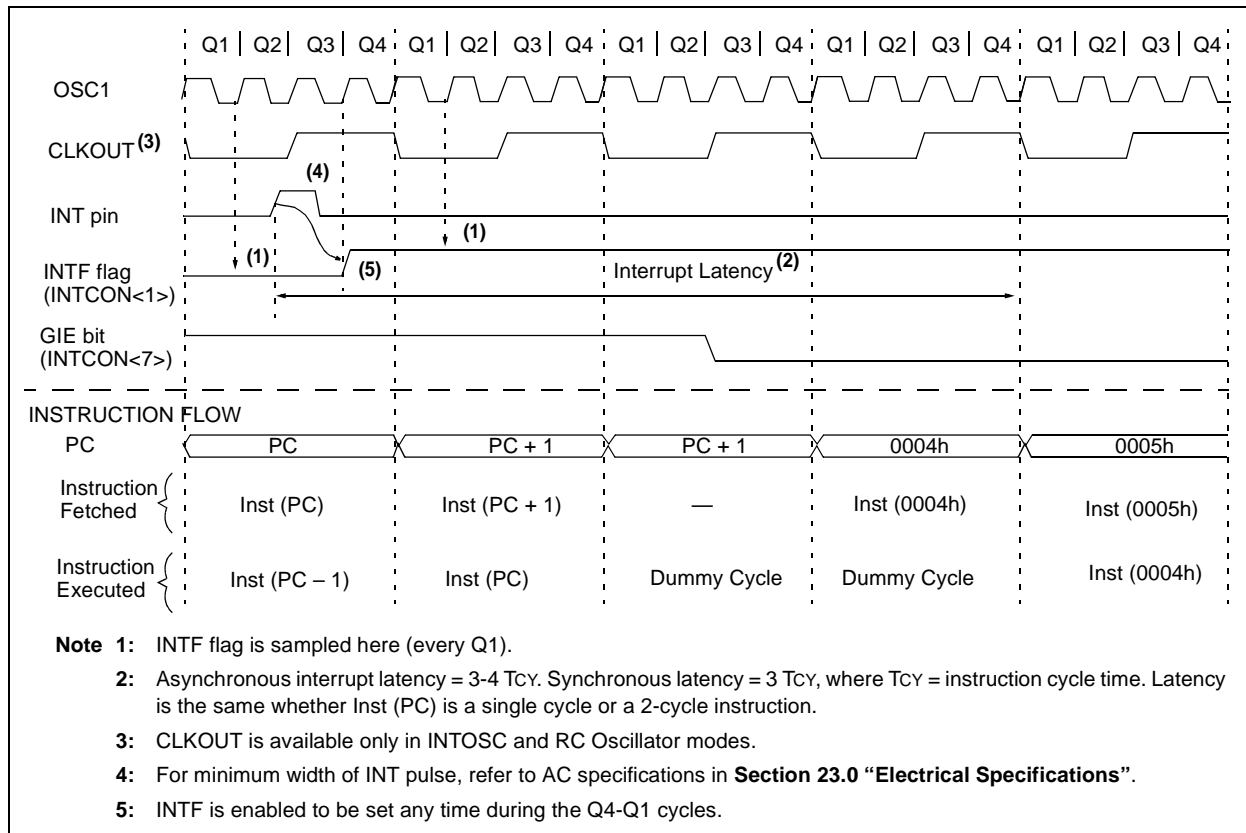 Q1 Q2 Q3 Q4 Q1 Q2 Q3 Q4 Q1 Q2 Q3 Q4 Q1 Q2 Q3 Q4 Q1 Q2 Q3 Q4
OSC1
CLKOUT(3)
(4)
INT pin
(1)
(1)
INTF flag
(INTCON<1>)
(5)
Interrupt Latency(2)
GIE bit
(INTCON<7>)
INSTRUCTION FLOW
PC PC PC + 1 PC + 1 0004h 0005h
Instruction
Fetched
Inst (PC) Inst (PC + 1) — Inst (0004h) Inst (0005h)
Instruction
Executed
Inst (PC – 1) Inst (PC) Dummy Cycle Dummy Cycle Inst (0004h)
Note 1: INTF flag is sampled here (every Q1).
2: Asynchronous interrupt latency = 3-4 TCY. Synchronous latency = 3 TCY, where TCY = instruction cycle time. Latency
is the same whether Inst (PC) is a single cycle or a 2-cycle instruction.
3: CLKOUT is available only in INTOSC and RC Oscillator modes.
4: For minimum width of INT pulse, refer to AC specifications in Section 23.0 “Electrical Specifications”.
5: INTF is enabled to be set any time during the Q4-Q1 cycles.